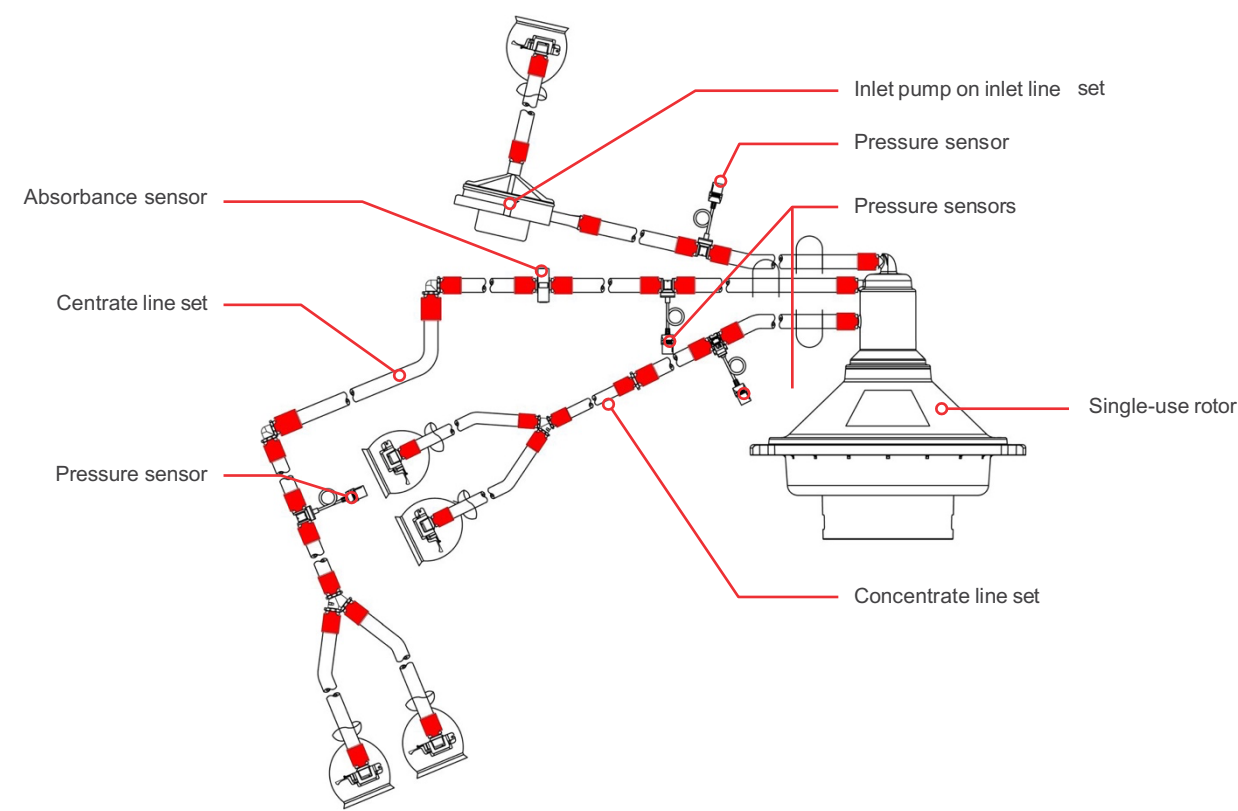 Inlet pump on inlet line set
Pressure sensor
Absorbance sensor
Pressure sensors
Centrate line set
Single-use rotor
Pressure sensor
Concentrate line set